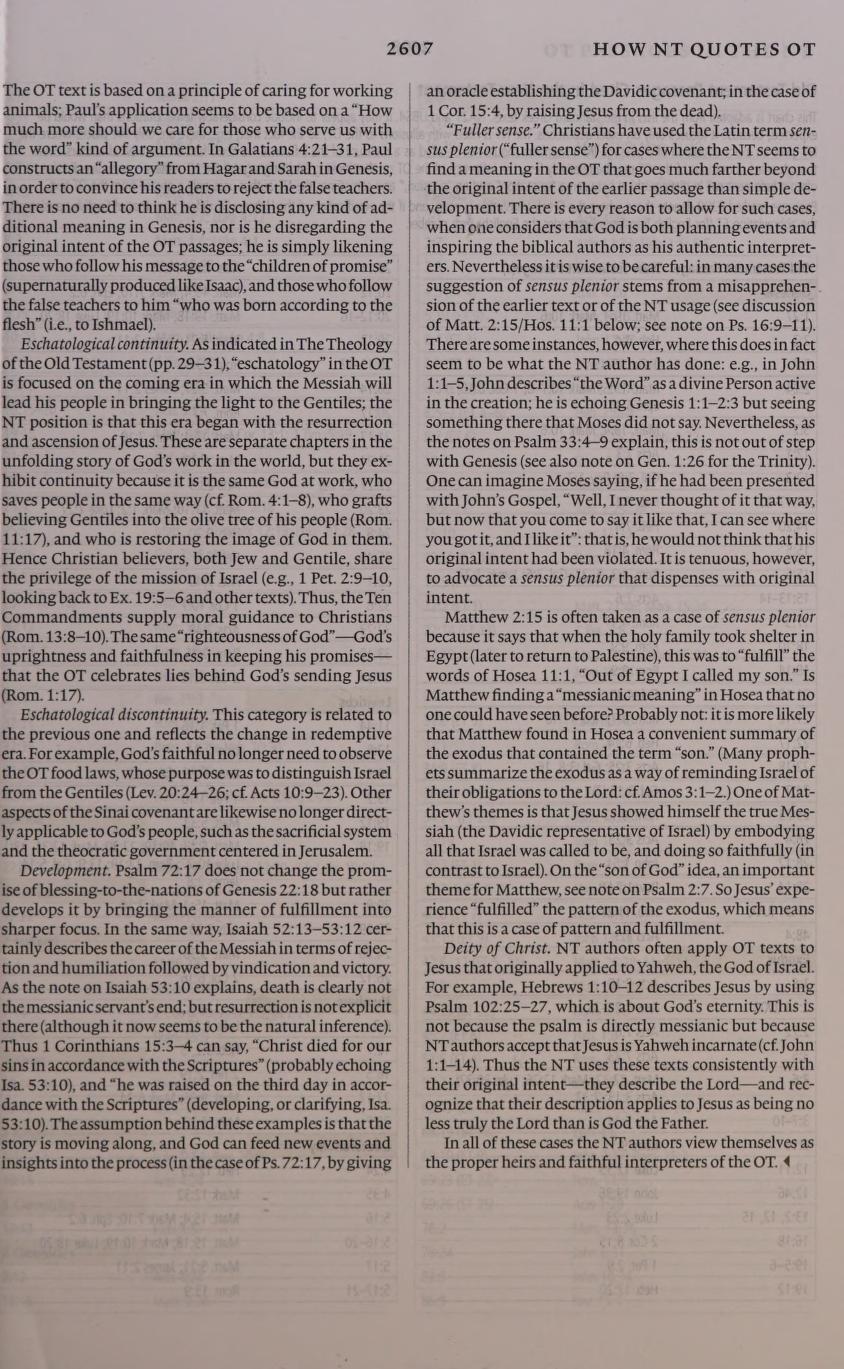 2607
HOW NT QUOTES OT
The OT text is based on a principle of caring for working
animals; Paul's application seems to be based on a “How
much more should we care for those who serve us with
the word” kind of argument. In Galatians 4:21–31, Paul
constructs an “allegory” from Hagar and Sarah in Genesis,
in order to convince his readers to reject the false teachers.
There is no need to think he is disclosing any kind of ad-
ditional meaning in Genesis, nor is he disregarding the
original intent of the OT passages; he is simply likening
those who follow his message to the “children of promise”
(supernaturally produced like Isaac), and those who follow
the false teachers to him “who was born according to the
flesh” (i.e., to Ishmael).
Eschatological continuity. As indicated in The Theology
of the Old Testament (pp. 29–31), “eschatology” in the OT
is focused on the coming era in which the Messiah will
lead his people in bringing the light to the Gentiles; the
NT position is that this era began with the resurrection
and ascension of Jesus. These are separate chapters in the
unfolding story of God's work in the world, but they ex-
hibit continuity because it is the same God at work, who
saves people in the same way (cf. Rom. 4:1–8), who grafts
believing Gentiles into the olive tree of his people (Rom.
11:17), and who is restoring the image of God in them.
Hence Christian believers, both Jew and Gentile, share
the privilege of the mission of Israel (e.g., 1 Pet. 2:9–10,
looking back to Ex. 19:5–6 and other texts). Thus, the Ten
Commandments supply moral guidance to Christians
(Rom. 13:8–10). The same “righteousness of God”—God's
uprightness and faithfulness in keeping his promises—
that the OT celebrates lies behind God's sending Jesus
(Rom. 1:17).
Eschatological discontinuity. This category is related to
the previous one and reflects the change in redemptive
era. For example, God's faithful no longer need to observe
the OT food laws, whose purpose was to distinguish Israel
from the Gentiles (Lev. 20:24–26; cf. Acts 10:9–23). Other
aspects of the Sinai covenant are likewise no longer direct-
ly applicable to God's people, such as the sacrificial system
and the theocratic government centered in Jerusalem.
Development. Psalm 72:17 does not change the prom-
ise of blessing-to-the-nations of Genesis 22:18 but rather
develops it by bringing the manner of fulfillment into
sharper focus. In the same way, Isaiah 52:13–53:12 cer-
tainly describes the career of the Messiah in terms of rejec-
tion and humiliation followed by vindication and victory.
As the note on Isaiah 53:10 explains, death is clearly not
the messianic servant's end; but resurrection is not explicit
there (although it now seems to be the natural inference).
Thus 1 Corinthians 15:3–4 can say, “Christ died for our
sins in accordance with the Scriptures” (probably echoing
Isa. 53:10), and “he was raised on the third day in accor-
dance with the Scriptures” (developing, or clarifying, Isa.
53:10). The assumption behind these examples is that the
story is moving along, and God can feed new events and
insights into the process (in the case of Ps. 72:17, by giving
an oracle establishing the Davidic covenant; in the case of
1 Cor. 15:4, by raising Jesus from the dead).
“Fuller sense.” Christians have used the Latin term sen-
sus plenior (“fuller sense”) for cases where the NT seems to
find a meaning in the OT that goes much farther beyond
the original intent of the earlier passage than simple de-
velopment. There is every reason to allow for such cases,
when one considers that God is both planning events and
inspiring the biblical authors as his authentic interpret-
ers. Nevertheless it is wise to be careful: in many cases the
suggestion of sensus plenior stems from a misapprehen-
sion of the earlier text or of the NT usage (see discussion
of Matt. 2:15/Hos. 11:1 below; see note on Ps. 16:9–11).
There are some instances, however, where this does in fact
seem to be what the NT author has done: e.g., in John
1:1–5, John describes “the Word” as a divine Person active
in the creation; he is echoing Genesis 1:1–2:3 but seeing
something there that Moses did not say. Nevertheless, as
the notes on Psalm 33:4–9 explain, this is not out of step
with Genesis (see also note on Gen. 1:26 for the Trinity).
One can imagine Moses saying, if he had been presented
with John's Gospel, “Well, I never thought of it that way,
but now that you come to say it like that, I can see where
you got it, and I like it”: that is, he would not think that his
original intent had been violated. It is tenuous, however,
to advocate a sensus plenior that dispenses with original
intent.
Matthew 2:15 is often taken as a case of sensus plenior
because it says that when the holy family took shelter in
Egypt (later to return to Palestine), this was to “fulfill” the
words of Hosea 11:1, “Out of Egypt I called my son.” Is
Matthew finding a “messianic meaning” in Hosea that no
one could have seen before? Probably not: it is more likely
that Matthew found in Hosea a convenient summary of
the exodus that contained the term “son.” (Many proph-
ets summarize the exodus as a way of reminding Israel of
their obligations to the Lord: cf. Amos 3:1–2.) One of Mat-
thew's themes is that Jesus showed himself the true Mes-
siah (the Davidic representative of Israel) by embodying
all that Israel was called to be, and doing so faithfully (in
contrast to Israel). On the “son of God” idea, an important
theme for Matthew, see note on Psalm 2:7. So Jesus' expe-
rience “fulfilled” the pattern of the exodus, which means
that this is a case of pattern and fulfillment.
Deity of Christ. NT authors often apply OT texts to
Jesus that originally applied to Yahweh, the God of Israel.
For example, Hebrews 1:10–12 describes Jesus by using
Psalm 102:25–27, which is about God's eternity. This is
not because the psalm is directly messianic but because
NT authors accept that Jesus is Yahweh incarnate (cf. John
1:1–14). Thus the NT uses these texts consistently with
their original intent—they describe the Lord—and rec-
ognize that their description applies to Jesus as being no
less truly the Lord than is God the Father.
In all of these cases the NT authors view themselves as
the proper heirs and faithful interpreters of the OT.